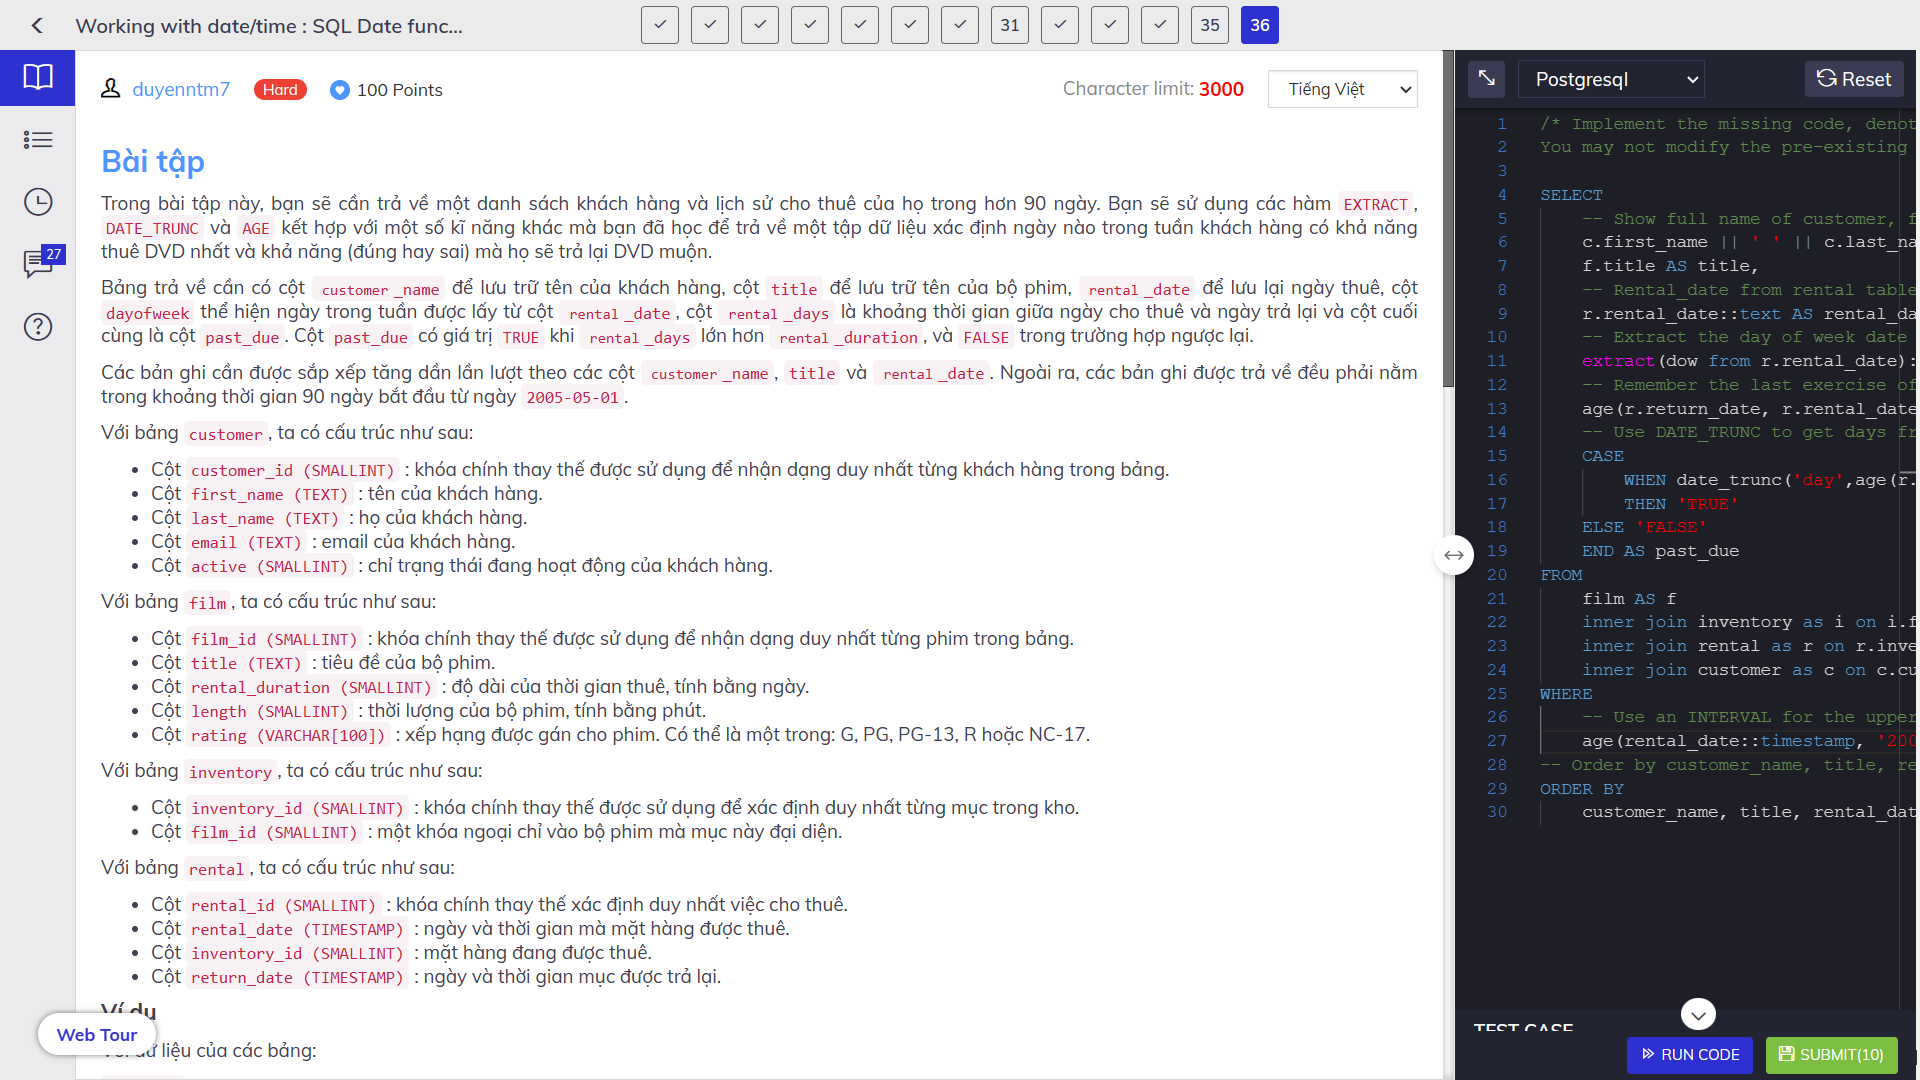 Working with date/time : SQL Date func...
31
35
36
duyenntm7
Hard
100 Points
Character limit: 3000
Tiếng Việt
27
Bài tập
Trong bài tập này, bạn sẽ cần trả về một danh sách khách hàng và lịch sử cho thuê của họ trong hơn 90 ngày. Bạn sẽ sử dụng các hàm EXTRACT,
DATE_TRUNC và AGE kết hợp với một số kĩ năng khác mà bạn đã học để trả về một tập dữ liệu xác định ngày nào trong tuần khách hàng có khả năng
thuê DVD nhất và khả năng (đúng hay sai) mà họ sẽ trả lại DVD muộn.
Bảng trả về cần có cột customer_name để lưu trữ tên của khách hàng, cột title để lưu trữ tên của bộ phim, rental_date để lưu lại ngày thuê, cột
dayofweek thể hiện ngày trong tuần được lấy từ cột rental_date, cột rental_days là khoảng thời gian giữa ngày cho thuê và ngày trả lại và cột cuối
cùng là cột past_due. Cột past_due có giá trị TRUE khi rental_days lớn hơn rental_duration, và FALSE trong trường hợp ngược lại.
Các bản ghi cần được sắp xếp tăng dần lần lượt theo các cột customer_name, title và rental_date. Ngoài ra, các bản ghi được trả về đều phải nằm
trong khoảng thời gian 90 ngày bắt đầu từ ngày 2005-05-01.
Với bảng customer, ta có cấu trúc như sau:
• Cột customer_id (SMALLINT) : khóa chính thay thế được sử dụng để nhận dạng duy nhất từng khách hàng trong bảng.
• Cột first_name (TEXT) : tên của khách hàng.
• Cột last_name (TEXT) : họ của khách hàng.
• Cột email (TEXT) : email của khách hàng.
• Cột active (SMALLINT) : chỉ trạng thái đang hoạt động của khách hàng.
Với bảng film, ta có cấu trúc như sau:
• Cột film_id (SMALLINT) : khóa chính thay thế được sử dụng để nhận dạng duy nhất từng phim trong bảng.
• Cột title (TEXT) : tiêu đề của bộ phim.
• Cột rental_duration (SMALLINT) : độ dài của thời gian thuê, tính bằng ngày.
• Cột length (SMALLINT) : thời lượng của bộ phim, tính bằng phút.
• Cột rating (VARCHAR[100]) : xếp hạng được gán cho phim. Có thể là một trong: G, PG, PG-13, R hoặc NC-17.
Với bảng inventory, ta có cấu trúc như sau:
• Cột inventory_id (SMALLINT) : khóa chính thay thế được sử dụng để xác định duy nhất từng mục trong kho.
• Cột film_id (SMALLINT) : một khóa ngoại chỉ vào bộ phim mà mục này đại diện.
Với bảng rental, ta có cấu trúc như sau:
• Cột rental_id (SMALLINT) : khóa chính thay thế xác định duy nhất việc cho thuê.
• Cột rental_date (TIMESTAMP) : ngày và thời gian mà mặt hàng được thuê.
• Cột inventory_id (SMALLINT) : mặt hàng đang được thuê.
• Cột return_date (TIMESTAMP) : ngày và thời gian mục được trả lại.
Ví dụ
dữ liệu của các bảng:
Web Tour
Postgresql
Reset
1 /* Implement the missing code, denot
2 You may not modify the pre-existing
3
4 SELECT
5 -- Show full name of customer, f
6 c.first_name || ' ' || c.last_na
7 f.title AS title,
8 -- Rental_date from rental table
9 r.rental_date::text AS rental_da
10 -- Extract the day of week date
11 extract(dow from r.rental_date):
12 -- Remember the last exercise of
13 age(r.return_date, r.rental_date
14 -- Use DATE_TRUNC to get days fr
15 CASE
16 WHEN date_trunc('day',age(r.
17 THEN 'TRUE'
18 ELSE 'FALSE'
19 END AS past_due
20 FROM
21 film AS f
22 inner join inventory as i on i.f
23 inner join rental as r on r.inve
24 inner join customer as c on c.cu
25 WHERE
26 -- Use an INTERVAL for the upper
27 age(rental_date::timestamp, '200
28 -- Order by customer_name, title, re
29 ORDER BY
30 customer_name, title, rental_dat
TEST CASE
RUN CODE
SUBMIT(10)